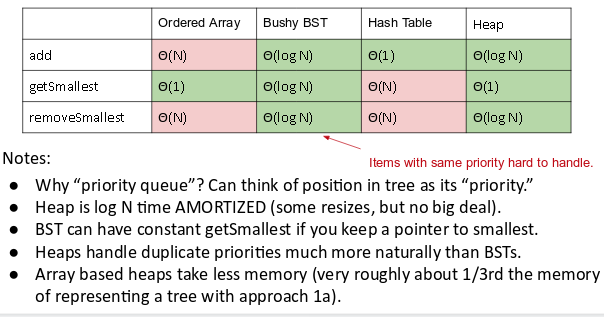 Ordered Array Bushy BST Hash Table Heap
add Θ(N) Θ(log N) Θ(1) Θ(log N)
getSmallest Θ(1) Θ(log N) Θ(N) Θ(1)
removeSmallest Θ(N) Θ(log N) Θ(N) Θ(log N)
Items with same priority hard to handle.
Notes:
● Why “priority queue”? Can think of position in tree as its “priority.”
● Heap is log N time AMORTIZED (some resizes, but no big deal).
● BST can have constant getSmallest if you keep a pointer to smallest.
● Heaps handle duplicate priorities much more naturally than BSTs.
● Array based heaps take less memory (very roughly about 1/3rd the memory
of representing a tree with approach 1a).